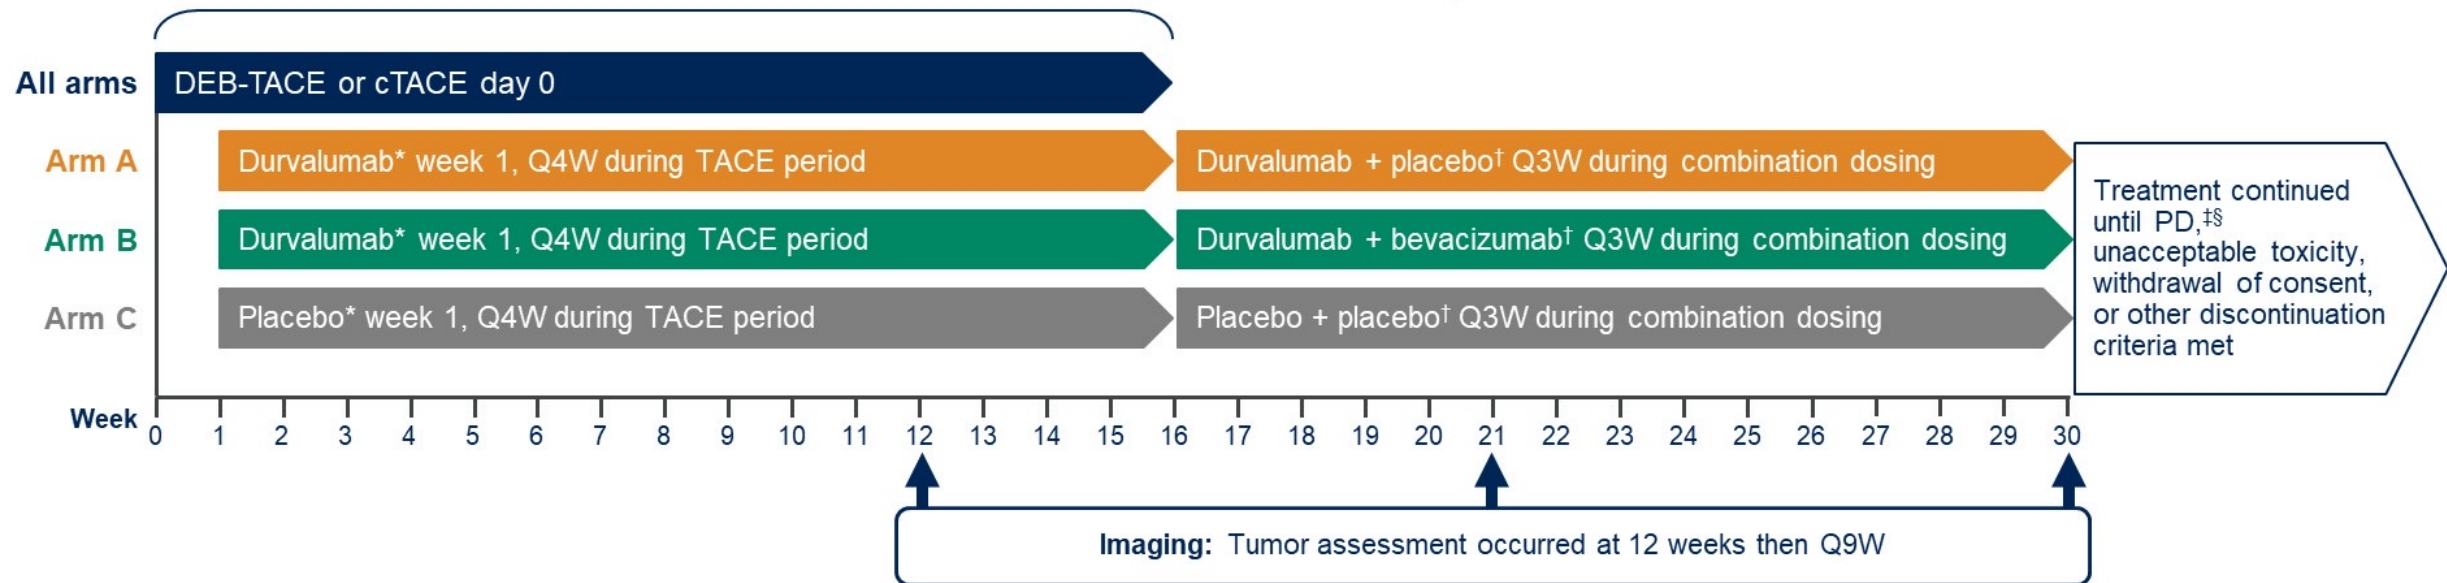 All arms
DEB-TACE or cTACE day 0
Arm A
Durvalumab* week 1, Q4W during TACE period
Durvalumab + placebo† Q3W during combination dosing
Arm B
Durvalumab* week 1, Q4W during TACE period
Durvalumab + bevacizumab† Q3W during combination dosing
Arm C
Placebo* week 1, Q4W during TACE period
Placebo + placebo† Q3W during combination dosing
Treatment continued
until PD,‡§
unacceptable toxicity,
withdrawal of consent,
or other discontinuation
criteria met
Week
0 1 2 3 4 5 6 7 8 9 10 11 12 13 14 15 16 17 18 19 20 21 22 23 24 25 26 27 28 29 30
Imaging: Tumor assessment occurred at 12 weeks then Q9W